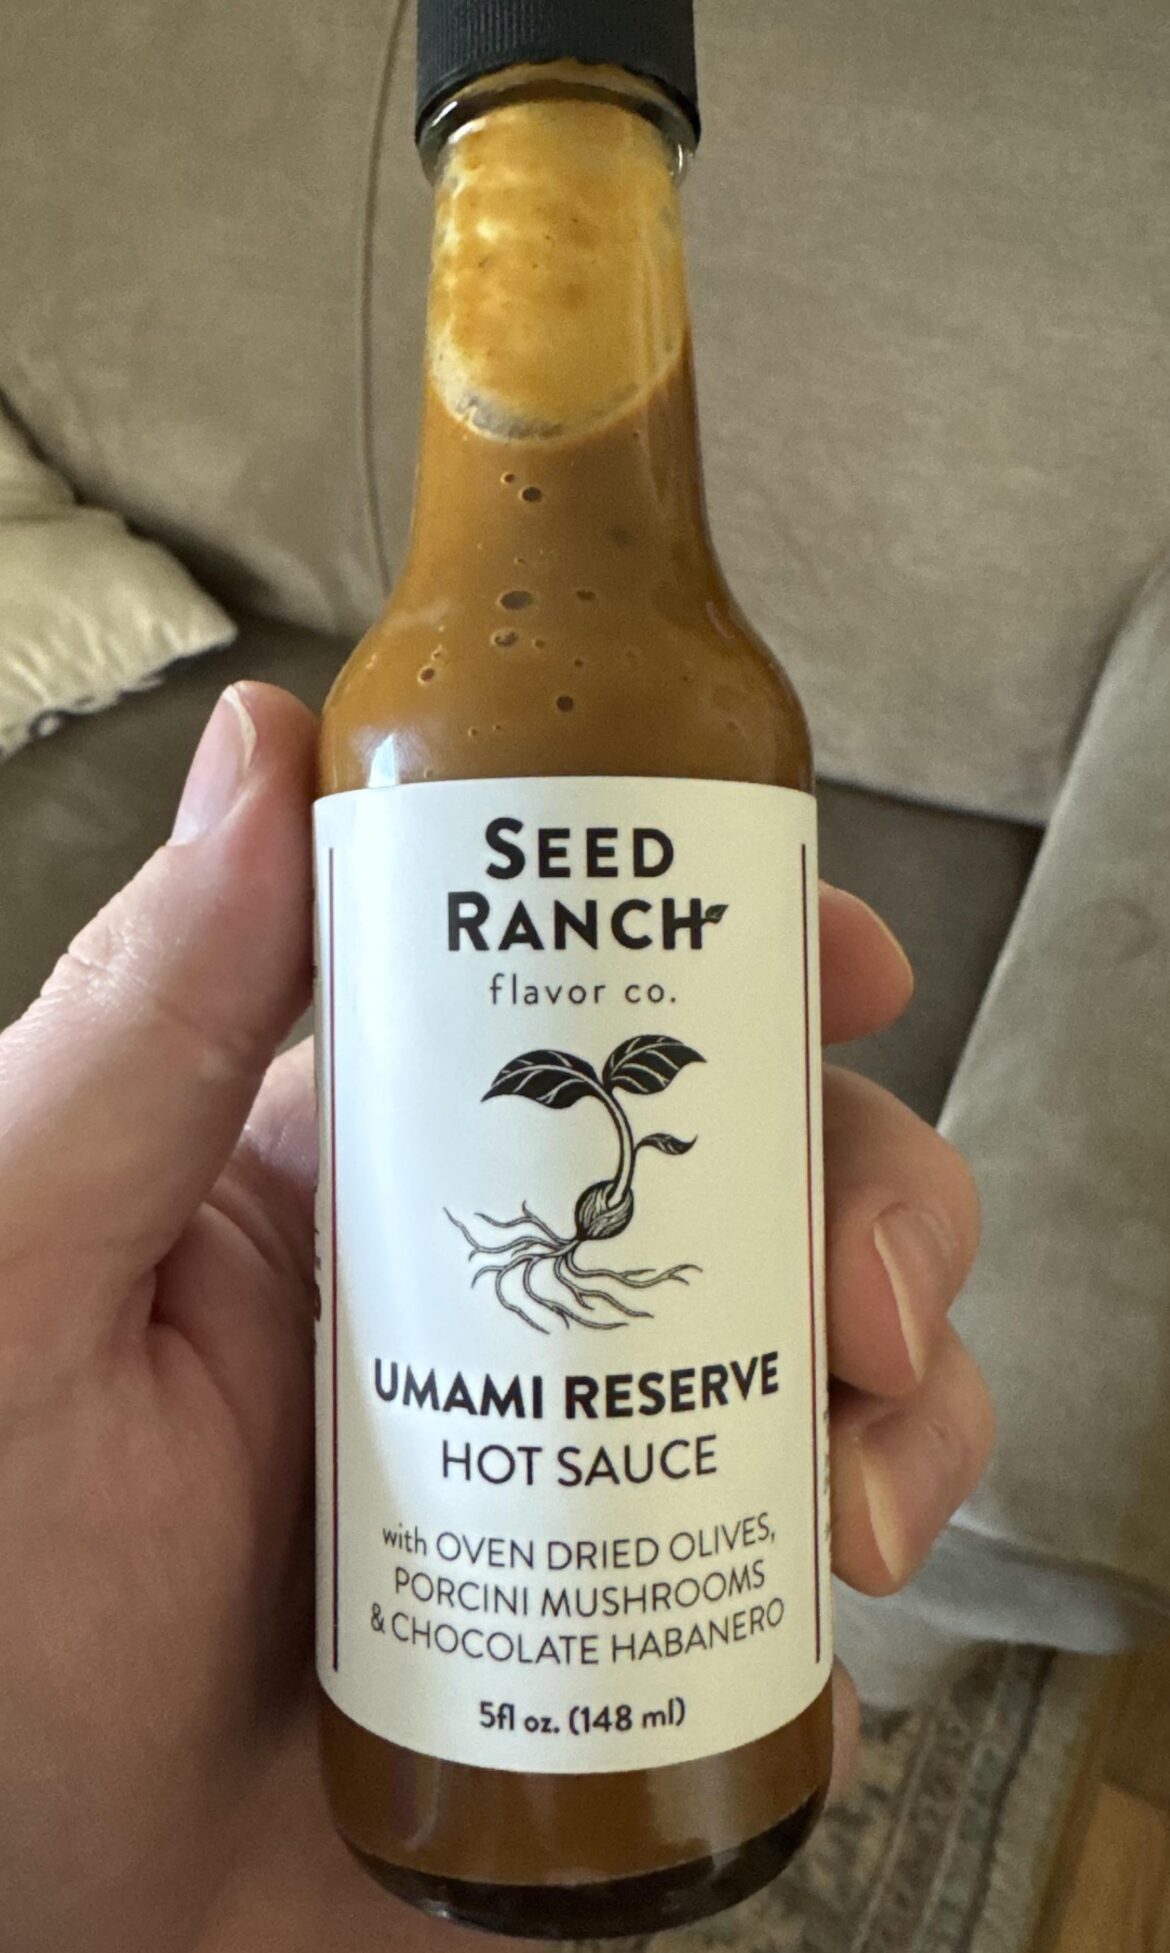 SEED
RANCH
flavor co.
UMAMI RESERVE
HOT SAUCE
with OVEN DRIED OLIVES,
PORCINI MUSHROOMS
& CHOCOLATE HABANERO
5fl oz. (148 ml)